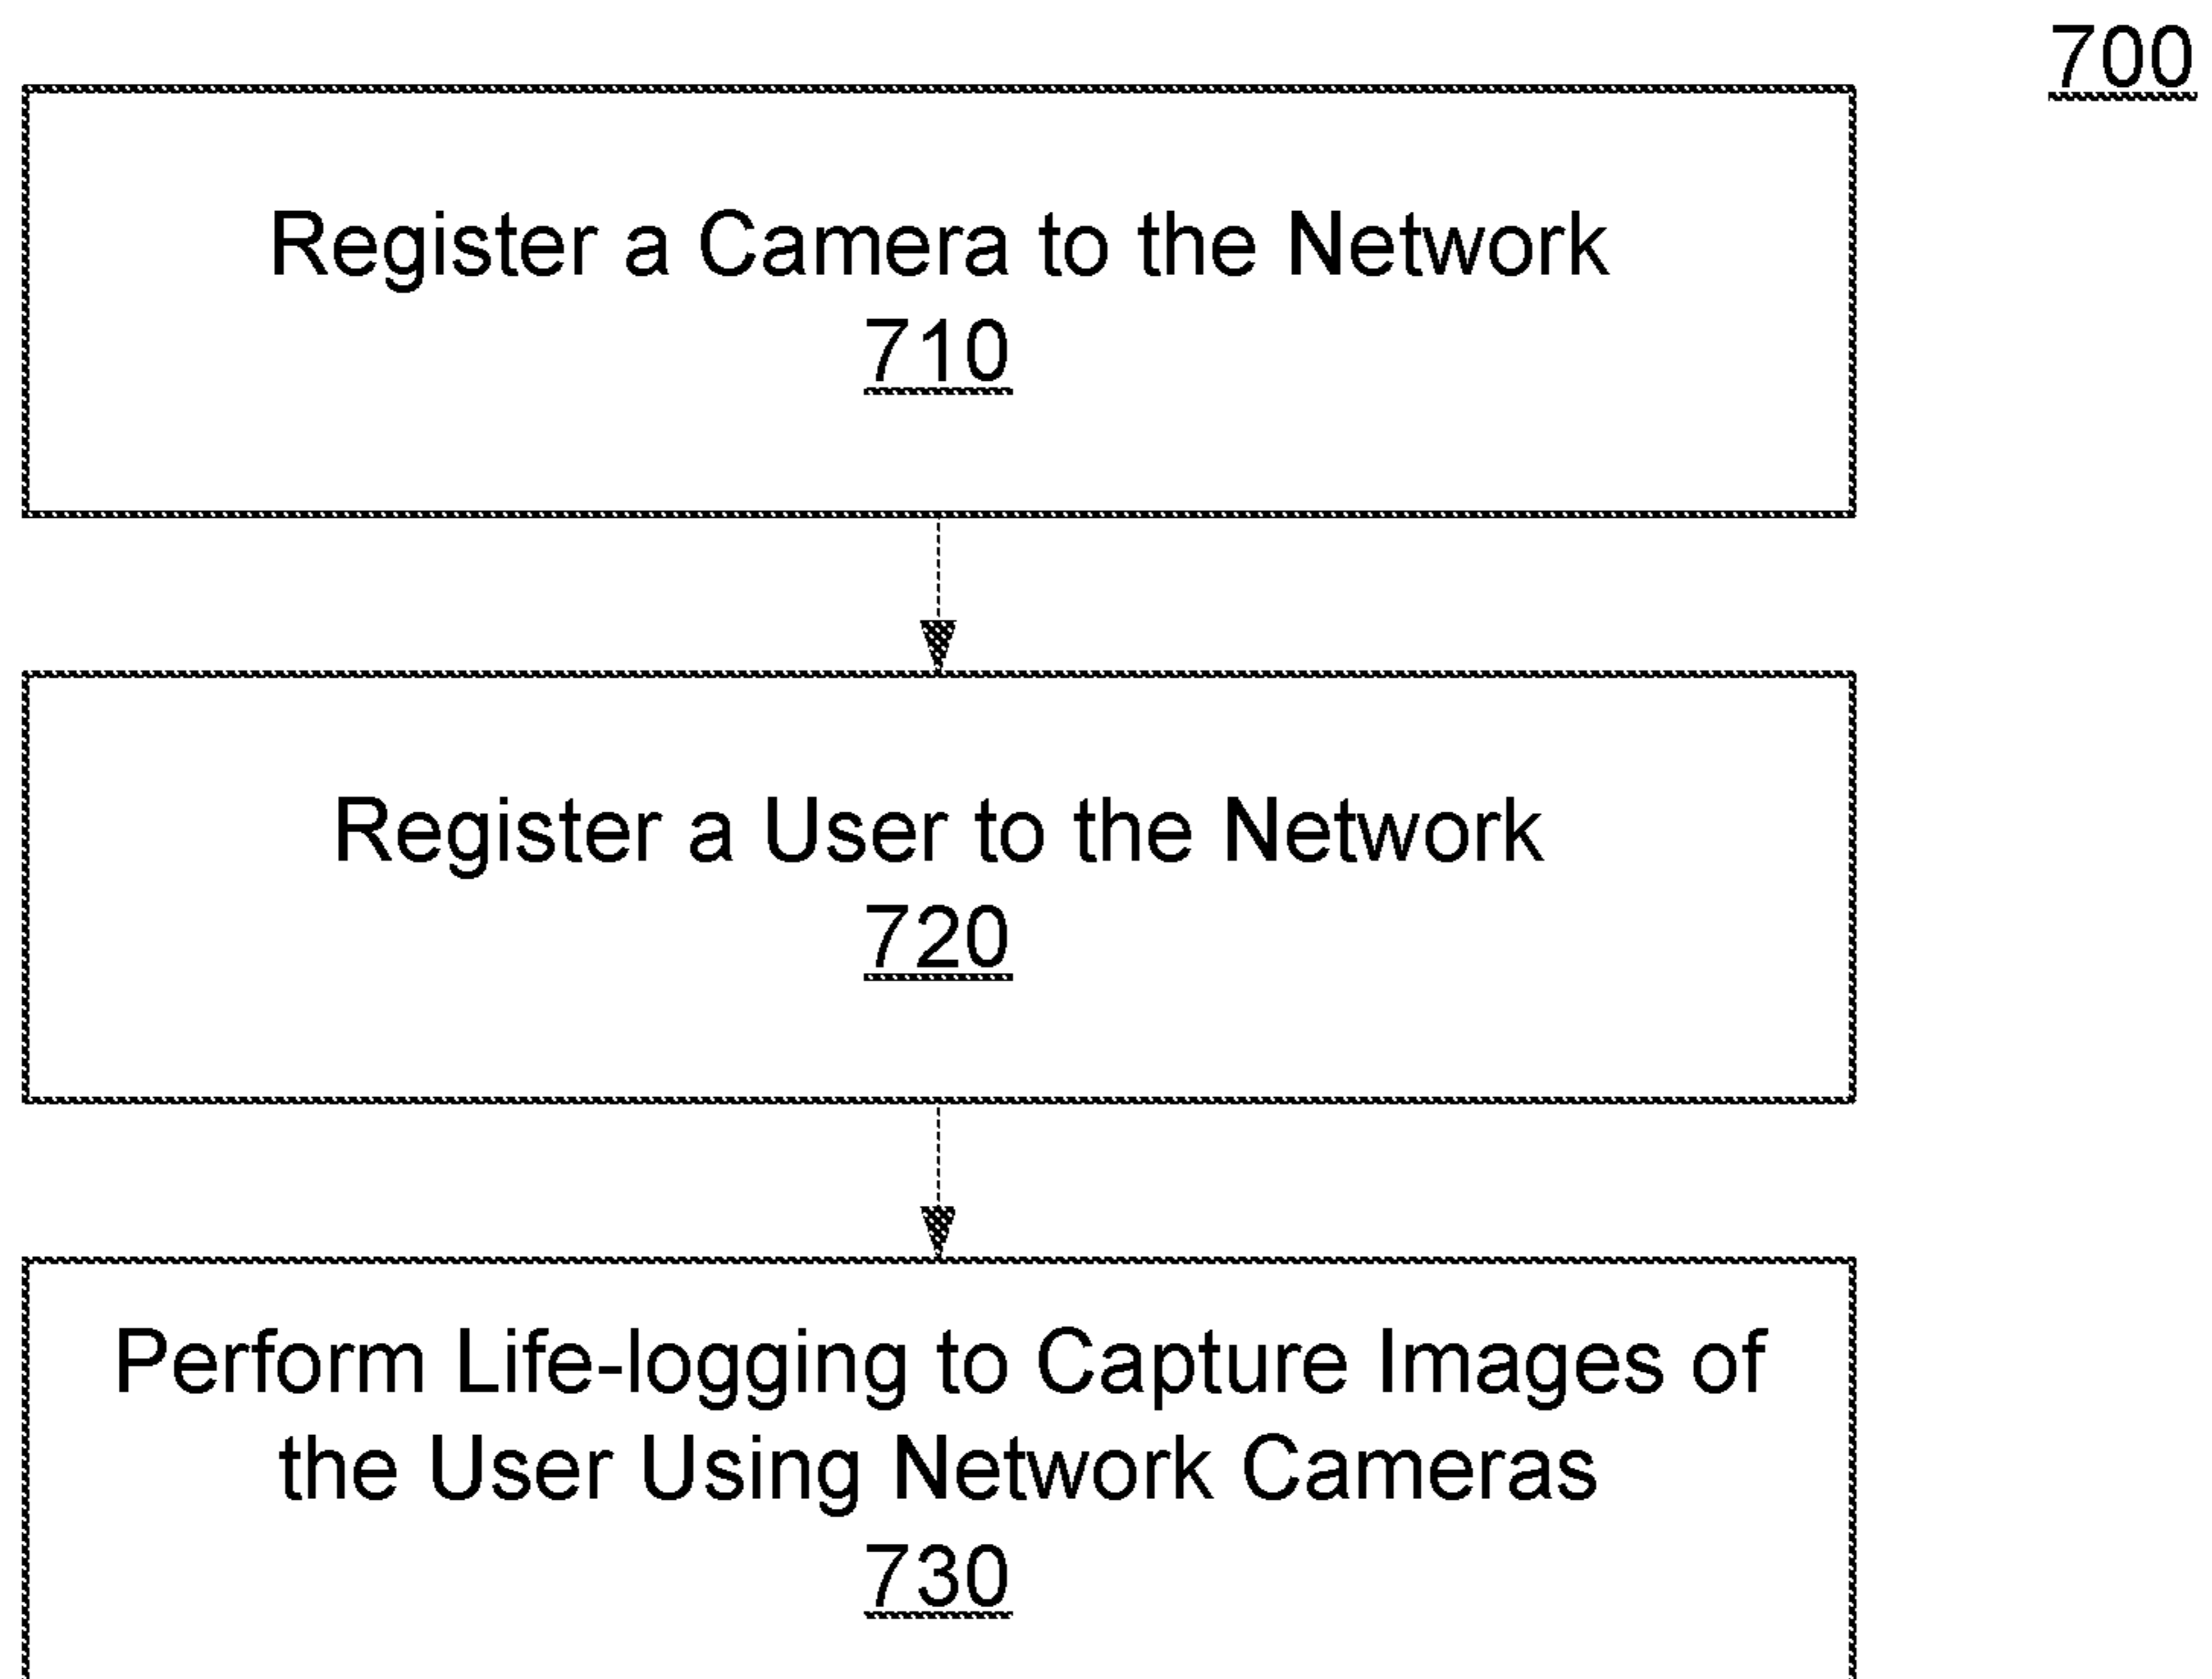 700
Register a Camera to the Network
710
Register a User to the Network
720
Perform Life-logging to Capture Images of
the User Using Network Cameras
730